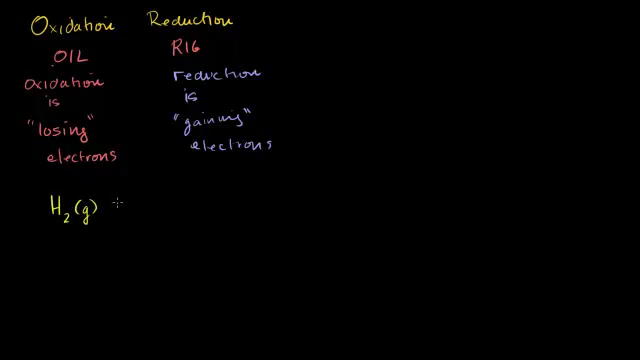 Oxidation Reduction
OIL RIG
oxidation reduction
is is
"losing" "gaining"
electrons electrons
H₂(g)